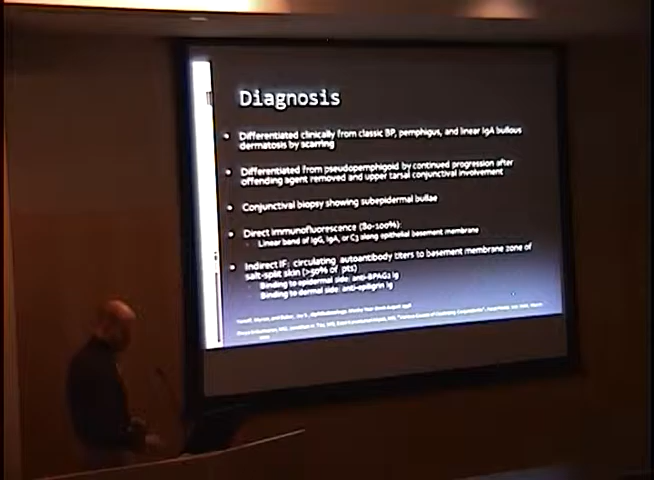 Diagnosis
Differentiated clinically from classic BP, pemphigus, and linear IgA bullous
dermatosis by scarring
Differentiated from pseudopemphigoid by continued progression after
offending agent removed and upper tarsal conjunctival involvement
Conjunctival biopsy showing subepidermal bullae
Direct immunofluorescence (80-100%):
Linear band of IgG, IgA, or C3 along epithelial basement membrane
Indirect IF: circulating autoantibody titers to basement membrane zone of
salt-split skin (>50% of pts)
Binding to epidermal side: anti-BPAG2 Ig
Binding to dermal side: anti-epiligrin Ig